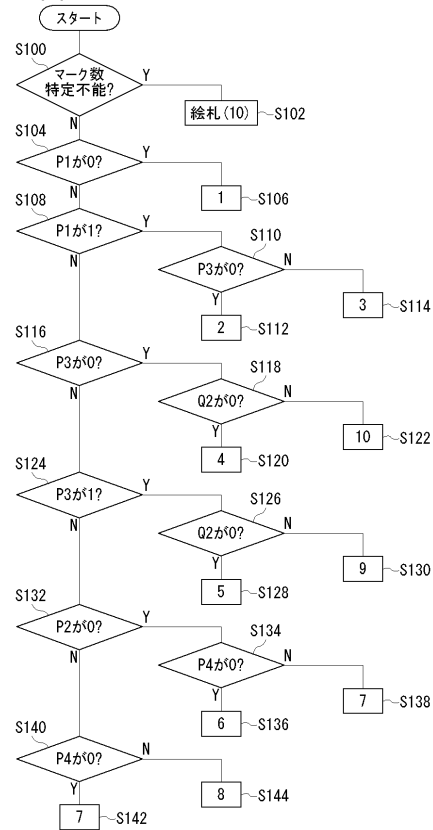 スタート
S100
マーク数
特定不能?
Y
N
絵札(10)
S102
S104
P1が0?
Y
N
1
S106
S108
P1が1?
Y
N
S110
P3が0?
N
Y
3
S114
2
S112
S116
P3が0?
Y
N
S118
Q2が0?
N
Y
10
S122
4
S120
S124
P3が1?
Y
N
S126
Q2が0?
N
Y
9
S130
5
S128
S132
P2が0?
Y
N
S134
P4が0?
N
Y
7
S138
6
S136
S140
P4が0?
N
Y
8
S144
7
S142